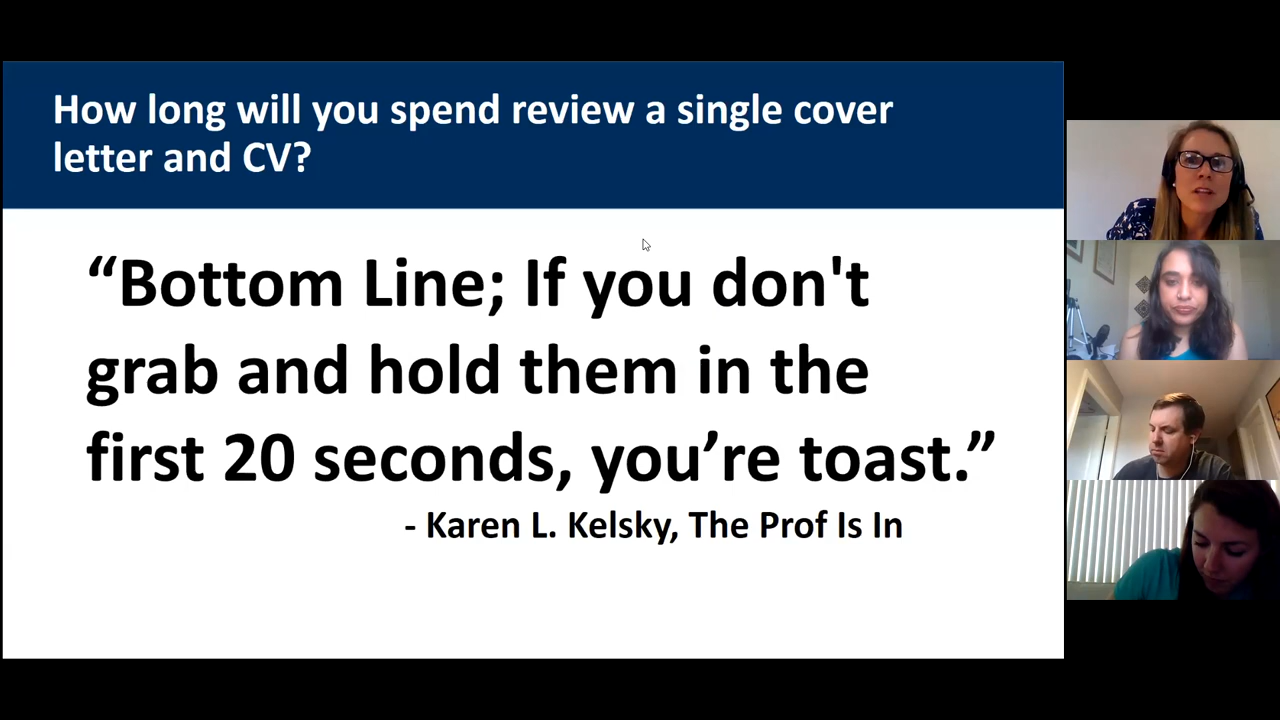 How long will you spend review a single cover
letter and CV?
“Bottom Line; If you don't
grab and hold them in the
first 20 seconds, you’re toast.”
- Karen L. Kelsky, The Prof Is In